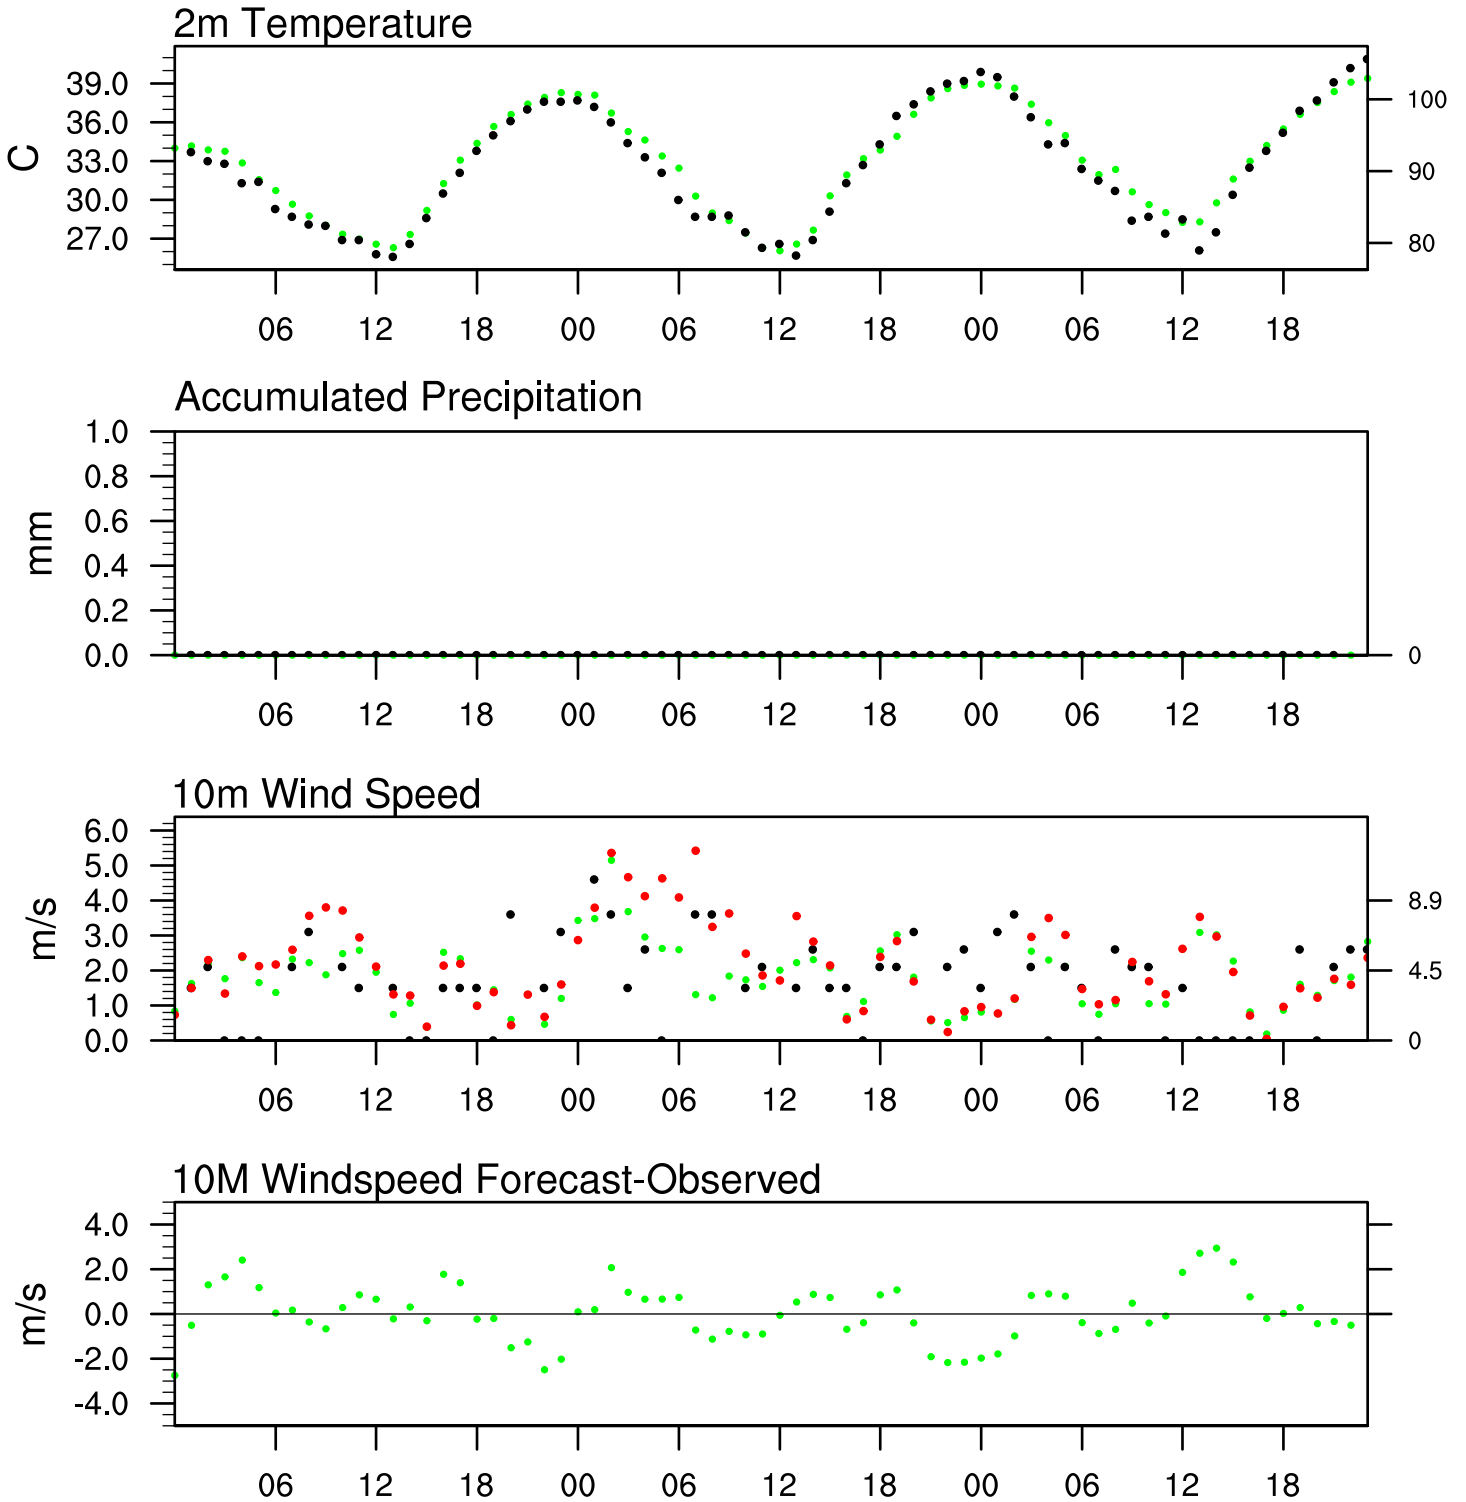 2m Temperature
39.0
36.0
33.0
30.0
27.0
C
100
90
80
06 12 18 00 06 12 18 00 06 12 18
Accumulated Precipitation
1.0
0.8
0.6
0.4
0.2
0.0
mm
0
06 12 18 00 06 12 18 00 06 12 18
10m Wind Speed
6.0
5.0
4.0
3.0
2.0
1.0
0.0
m/s
8.9
4.5
0
06 12 18 00 06 12 18 00 06 12 18
10M Windspeed Forecast-Observed
4.0
2.0
0.0
-2.0
-4.0
m/s
06 12 18 00 06 12 18 00 06 12 18